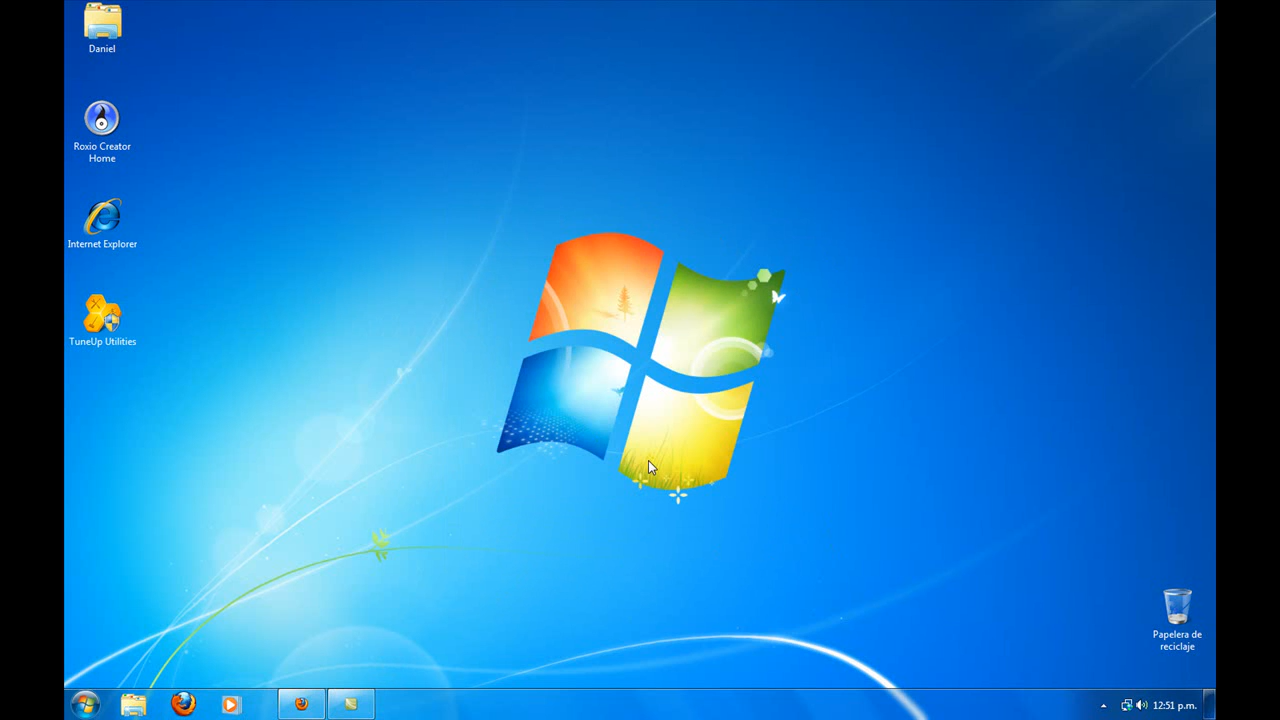 Daniel
Roxio Creator
Home
Internet Explorer
TuneUp Utilities
Papelera de
reciclaje
12:51 p.m.